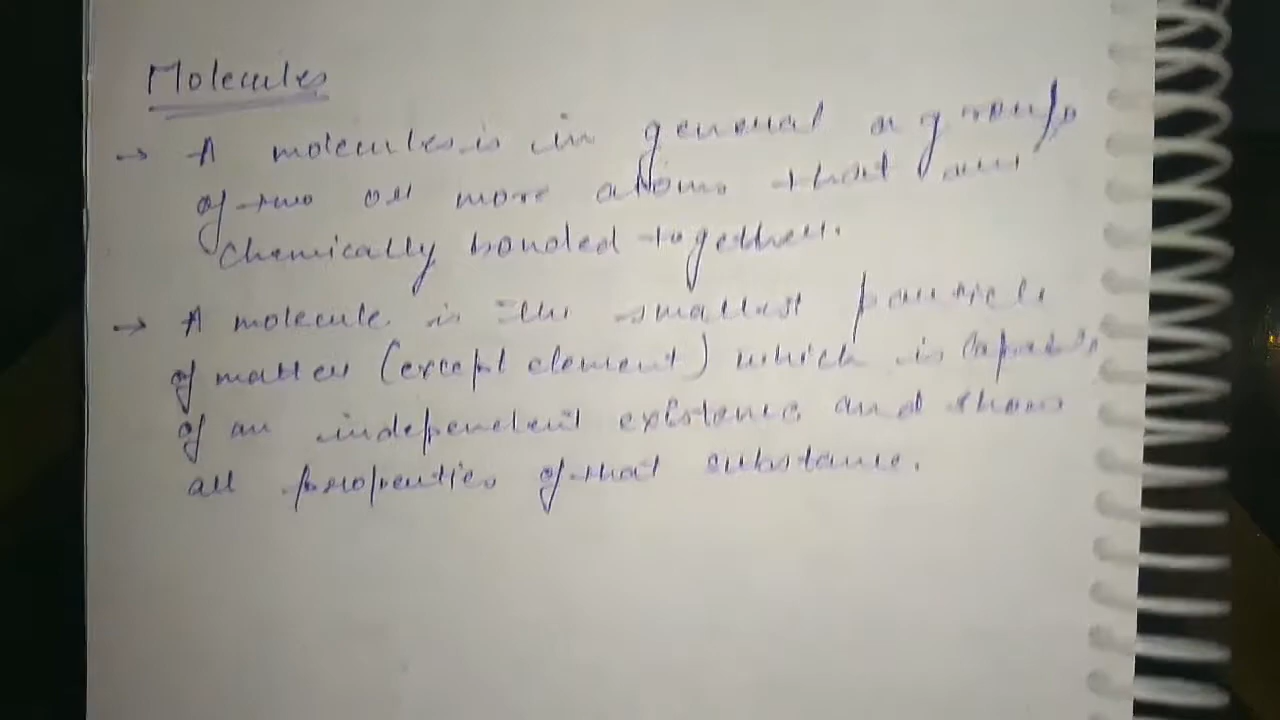 Molecules
→ A molecules is in general a group
of two or more atoms that are
chemically bonded together.
→ A molecule is the smallest particle
of matter (except element) which is capable
of an independent existance and shows
all properties of that substance.